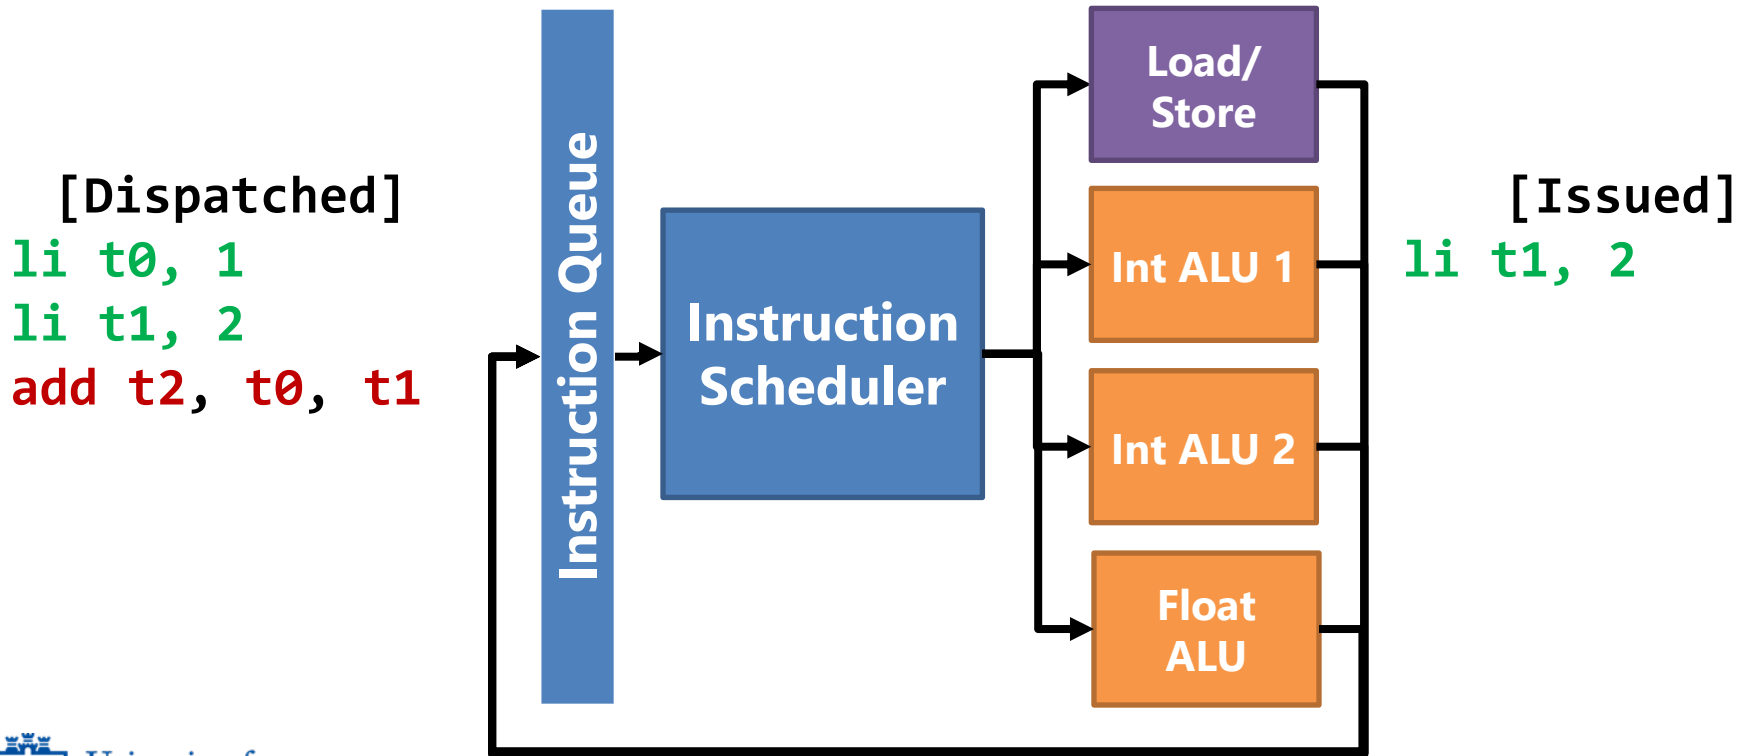 [Dispatched]
li t0, 1
li t1, 2
add t2, t0, t1
Instruction Queue
Instruction
Scheduler
Load/
Store
Int ALU 1
Int ALU 2
Float
ALU
[Issued]
li t1, 2